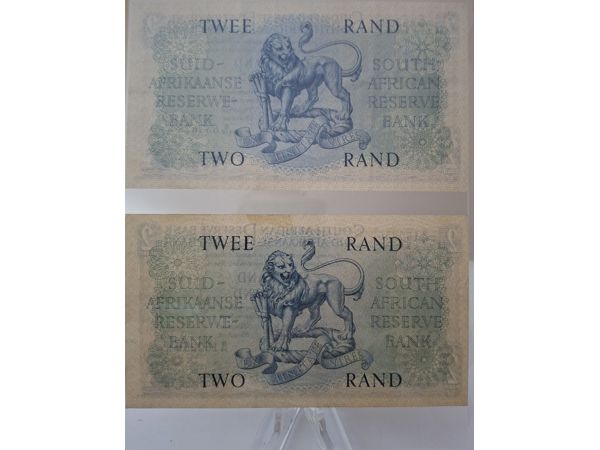 TWEE RAND
SUID- SOUTH
AFRIKAANSE AFRICAN
RESERWE- RESERVE
BANK BANK
TWO RAND
TWEE RAND
SUID- SOUTH
AFRIKAANSE AFRICAN
RESERWE- RESERVE
BANK BANK
TWO RAND